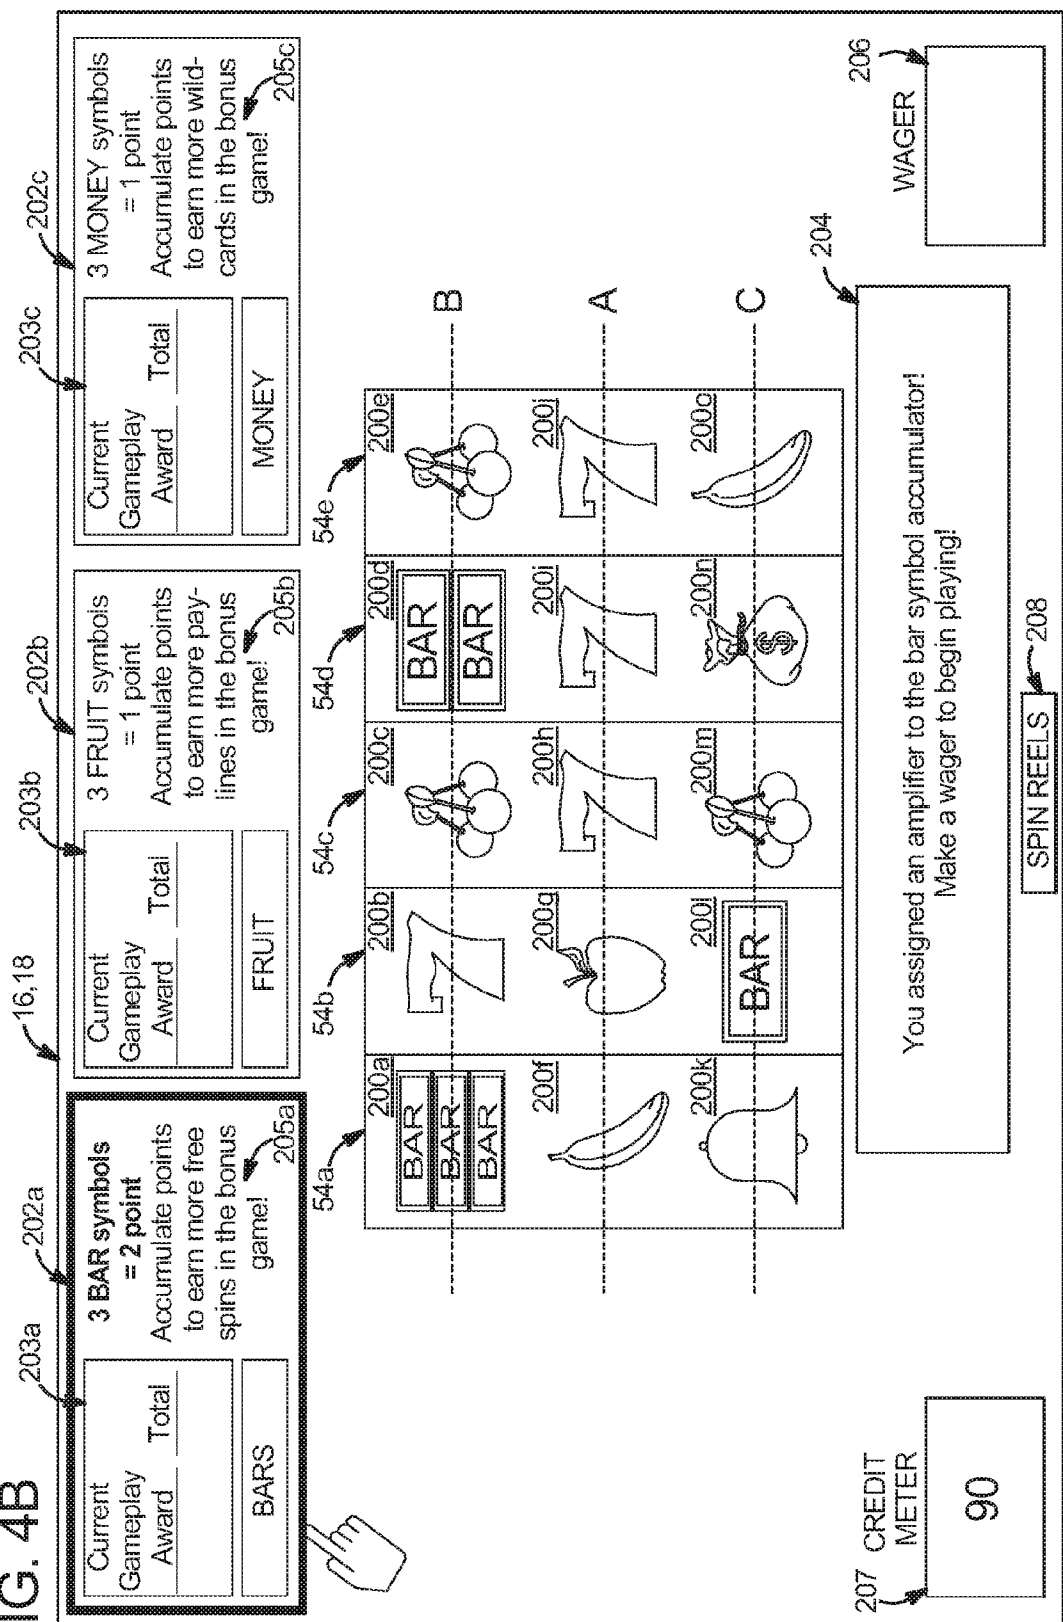 IG. 4B
16,18
203a
202a
203b
202b
203c
202c
Current
Gameplay
Award Total
BARS
3 BAR symbols
= 2 point
Accumulate points
to earn more free
spins in the bonus
game!
205a
Current
Gameplay
Award Total
FRUIT
3 FRUIT symbols
= 1 point
Accumulate points
to earn more pay-
lines in the bonus
game!
205b
Current
Gameplay
Award Total
MONEY
3 MONEY symbols
= 1 point
Accumulate points
to earn more wild-
cards in the bonus
game!
205c
54a
54b
54c
54d
54e
200a
200b
200c
200d
200e
BAR
BAR
BAR
BAR
BAR
B
200f
200g
200h
200i
200j
A
200k
200l
200m
200n
200o
BAR
$
C
204
You assigned an amplifier to the bar symbol accumulator!
Make a wager to begin playing!
207
CREDIT
METER
90
SPIN REELS
208
WAGER
206